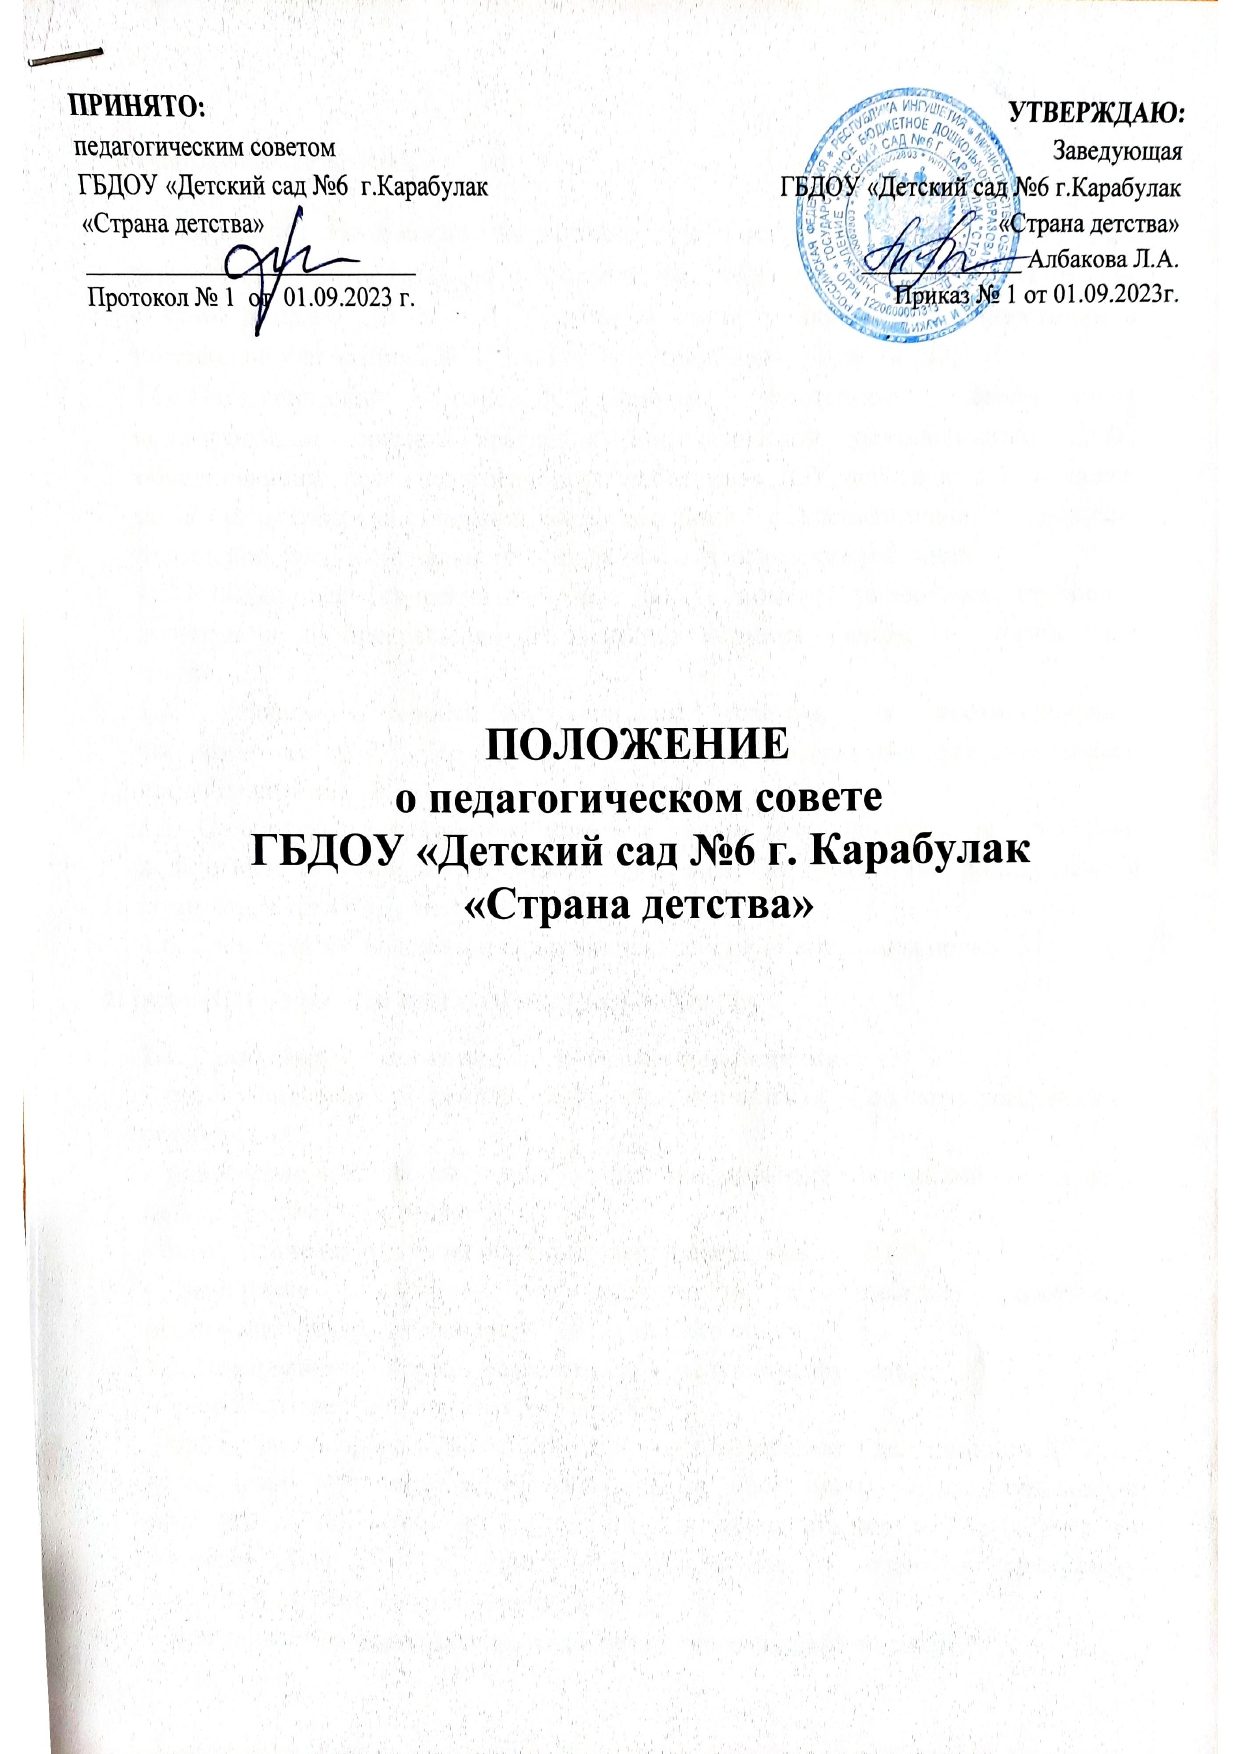 ПРИНЯТО:
педагогическим советом
ГБДОУ «Детский сад №6 г.Карабулак
«Страна детства»
Протокол № 1 от 01.09.2023 г.
УТВЕРЖДАЮ:
Заведующая
ГБДОУ «Детский сад №6 г.Карабулак
«Страна детства»
Албакова Л.А.
Приказ № 1 от 01.09.2023г.
ПОЛОЖЕНИЕ
о педагогическом совете
ГБДОУ «Детский сад №6 г. Карабулак
«Страна детства»